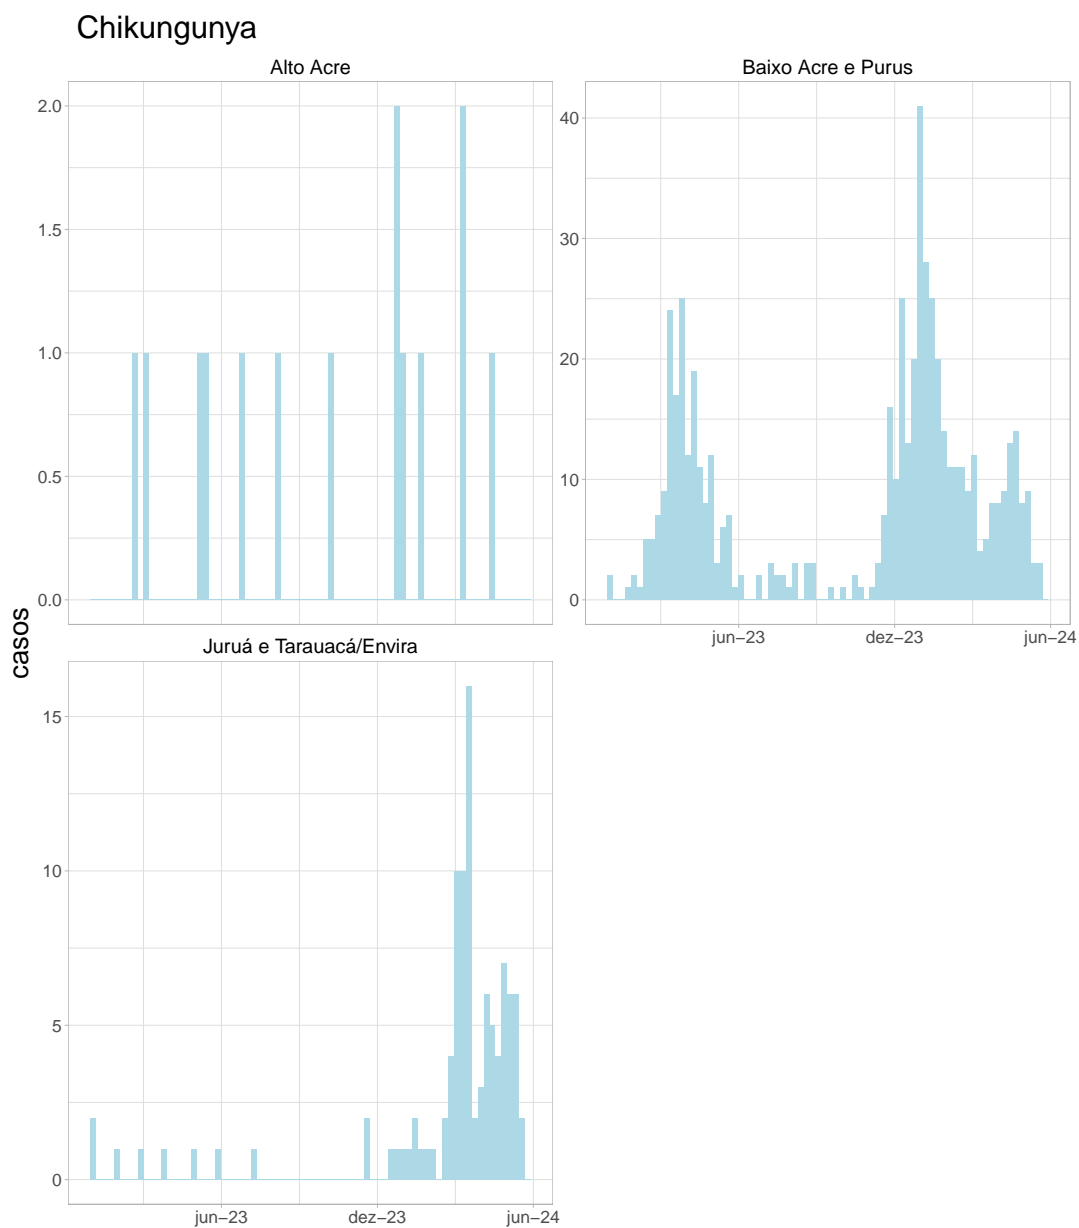 Chikungunya
Alto Acre
Baixo Acre e Purus
2.0
1.5
1.0
0.5
0.0
40
30
20
10
0
jun−23
dez−23
jun−24
casos
Juruá e Tarauacá/Envira
15
10
5
0
jun−23
dez−23
jun−24